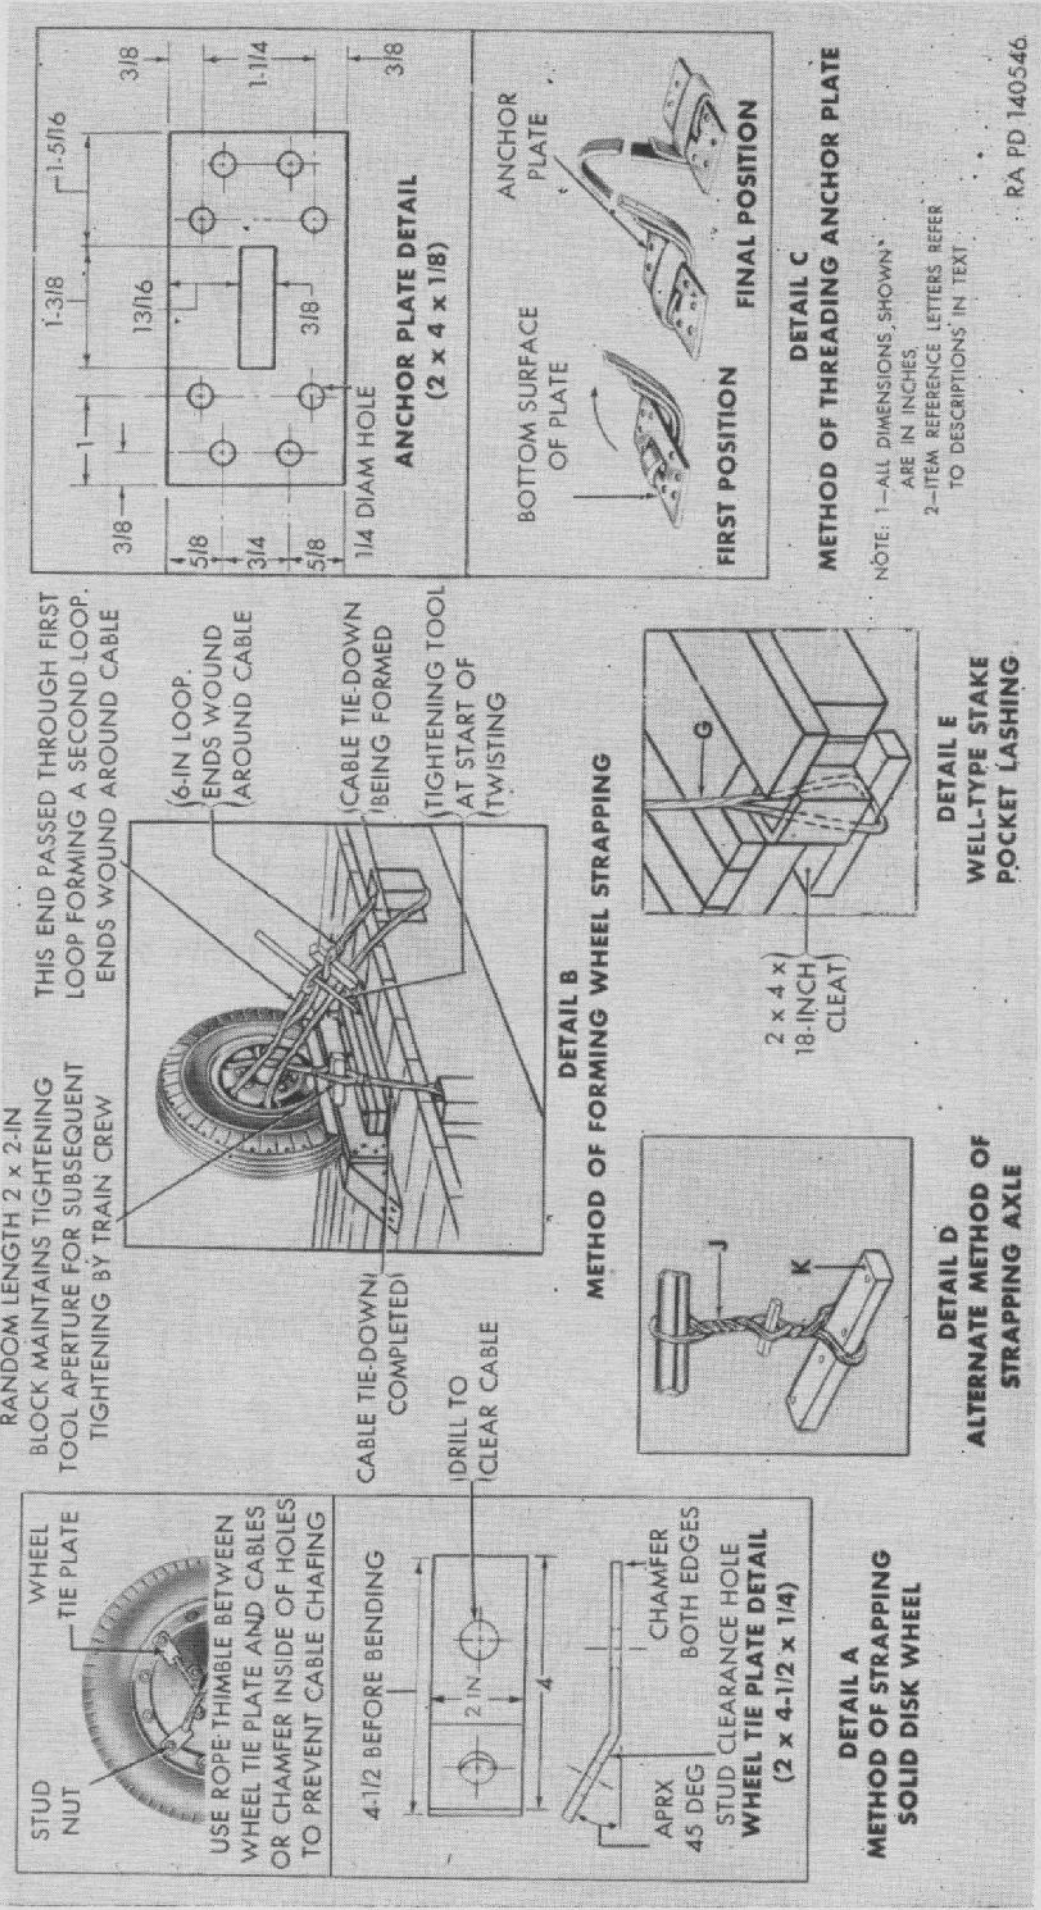 STUD
NUT
WHEEL
TIE PLATE
USE ROPE THIMBLE BETWEEN
WHEEL TIE PLATE AND CABLES
OR CHAMFER INSIDE OF HOLES
TO PREVENT CABLE CHAFING
4-1/2 BEFORE BENDING
2 IN
4
DRILL TO
CLEAR CABLE
APRX
45 DEG
CHAMFER
BOTH EDGES
STUD CLEARANCE HOLE
WHEEL TIE PLATE DETAIL
(2 x 4-1/2 x 1/4)
DETAIL A
METHOD OF STRAPPING
SOLID DISK WHEEL
RANDOM LENGTH 2 x 2-IN
BLOCK MAINTAINS TIGHTENING
TOOL APERTURE FOR SUBSEQUENT
TIGHTENING BY TRAIN CREW
THIS END PASSED THROUGH FIRST
LOOP FORMING A SECOND LOOP.
ENDS WOUND AROUND CABLE
6-IN LOOP.
ENDS WOUND
AROUND CABLE
CABLE TIE-DOWN
BEING FORMED
TIGHTENING TOOL
AT START OF
TWISTING
CABLE TIE-DOWN
COMPLETED
DETAIL B
METHOD OF FORMING WHEEL STRAPPING
J
K
DETAIL D
ALTERNATE METHOD OF
STRAPPING AXLE
G
2 x 4 x
18-INCH
CLEAT
DETAIL E
WELL-TYPE STAKE
POCKET LASHING
3/8
1
1-3/8
1-5/16
3/8
1-1/4
3/8
13/16
3/8
5/8
3/4
5/8
1/4 DIAM HOLE
ANCHOR PLATE DETAIL
(2 x 4 x 1/8)
BOTTOM SURFACE
OF PLATE
ANCHOR
PLATE
FIRST POSITION
FINAL POSITION
DETAIL C
METHOD OF THREADING ANCHOR PLATE
NOTE: 1—ALL DIMENSIONS SHOWN
ARE IN INCHES
2—ITEM REFERENCE LETTERS REFER
TO DESCRIPTIONS IN TEXT
RA PD 140546